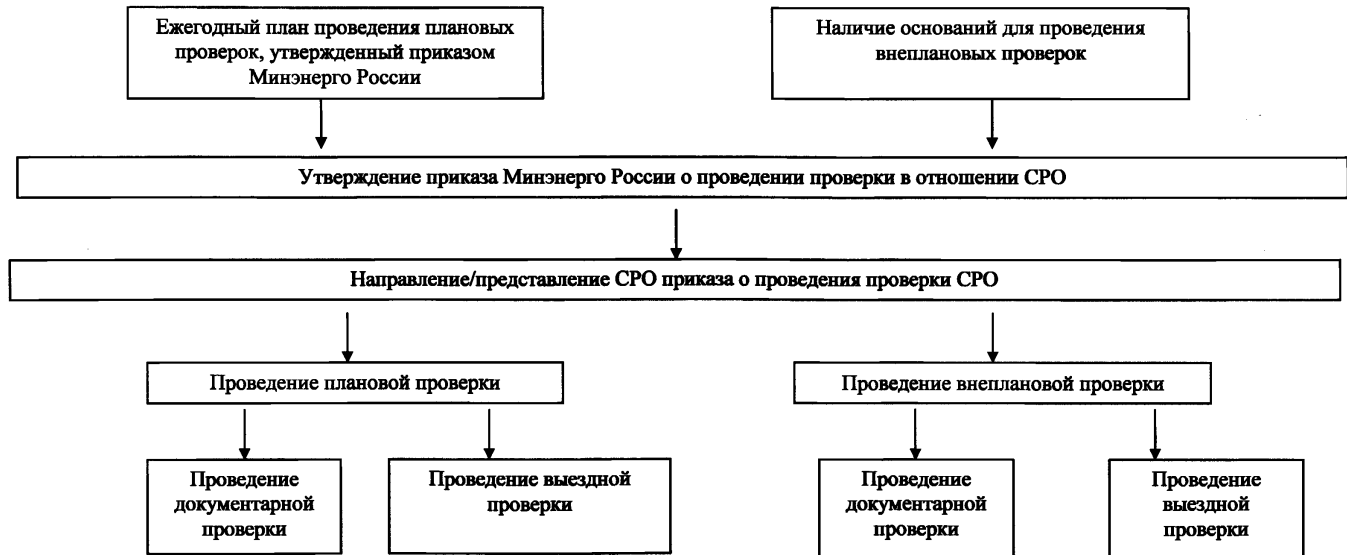 Ежегодный план проведения плановых
проверок, утвержденный приказом
Минэнерго России
Наличие оснований для проведения
внеплановых проверок
Утверждение приказа Минэнерго России о проведении проверки в отношении СРО
Направление/представление СРО приказа о проведения проверки СРО
Проведение плановой проверки
Проведение внеплановой проверки
Проведение
документарной
проверки
Проведение выездной
проверки
Проведение
документарной
проверки
Проведение
выездной
проверки